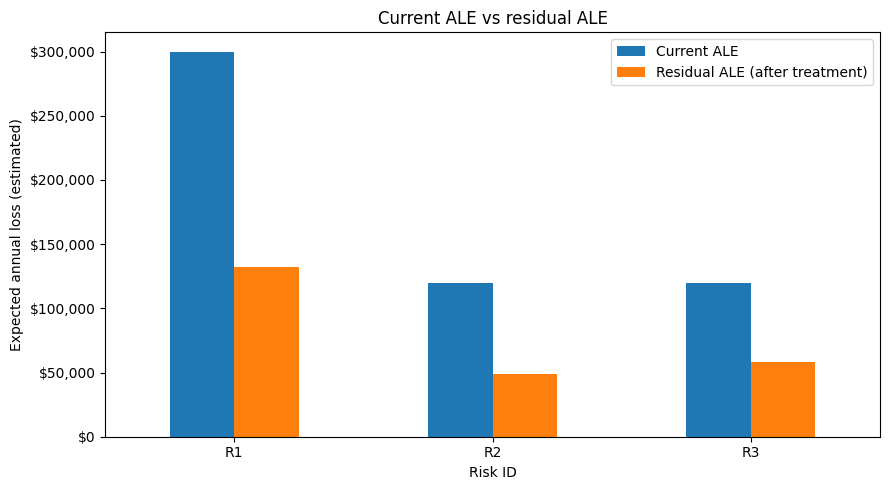 Current ALE vs residual ALE
Current ALE
Residual ALE (after treatment)
Expected annual loss (estimated)
$300,000
$250,000
$200,000
$150,000
$100,000
$50,000
$0
R1
R2
R3
Risk ID